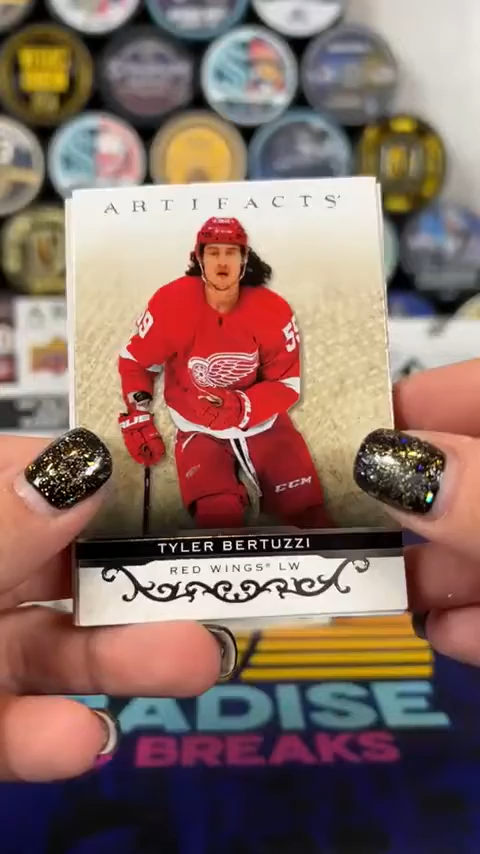 ARTIFACTS
59
59
CCM
TYLER BERTUZZI
RED WINGS® LW
ADISE
BREAKS